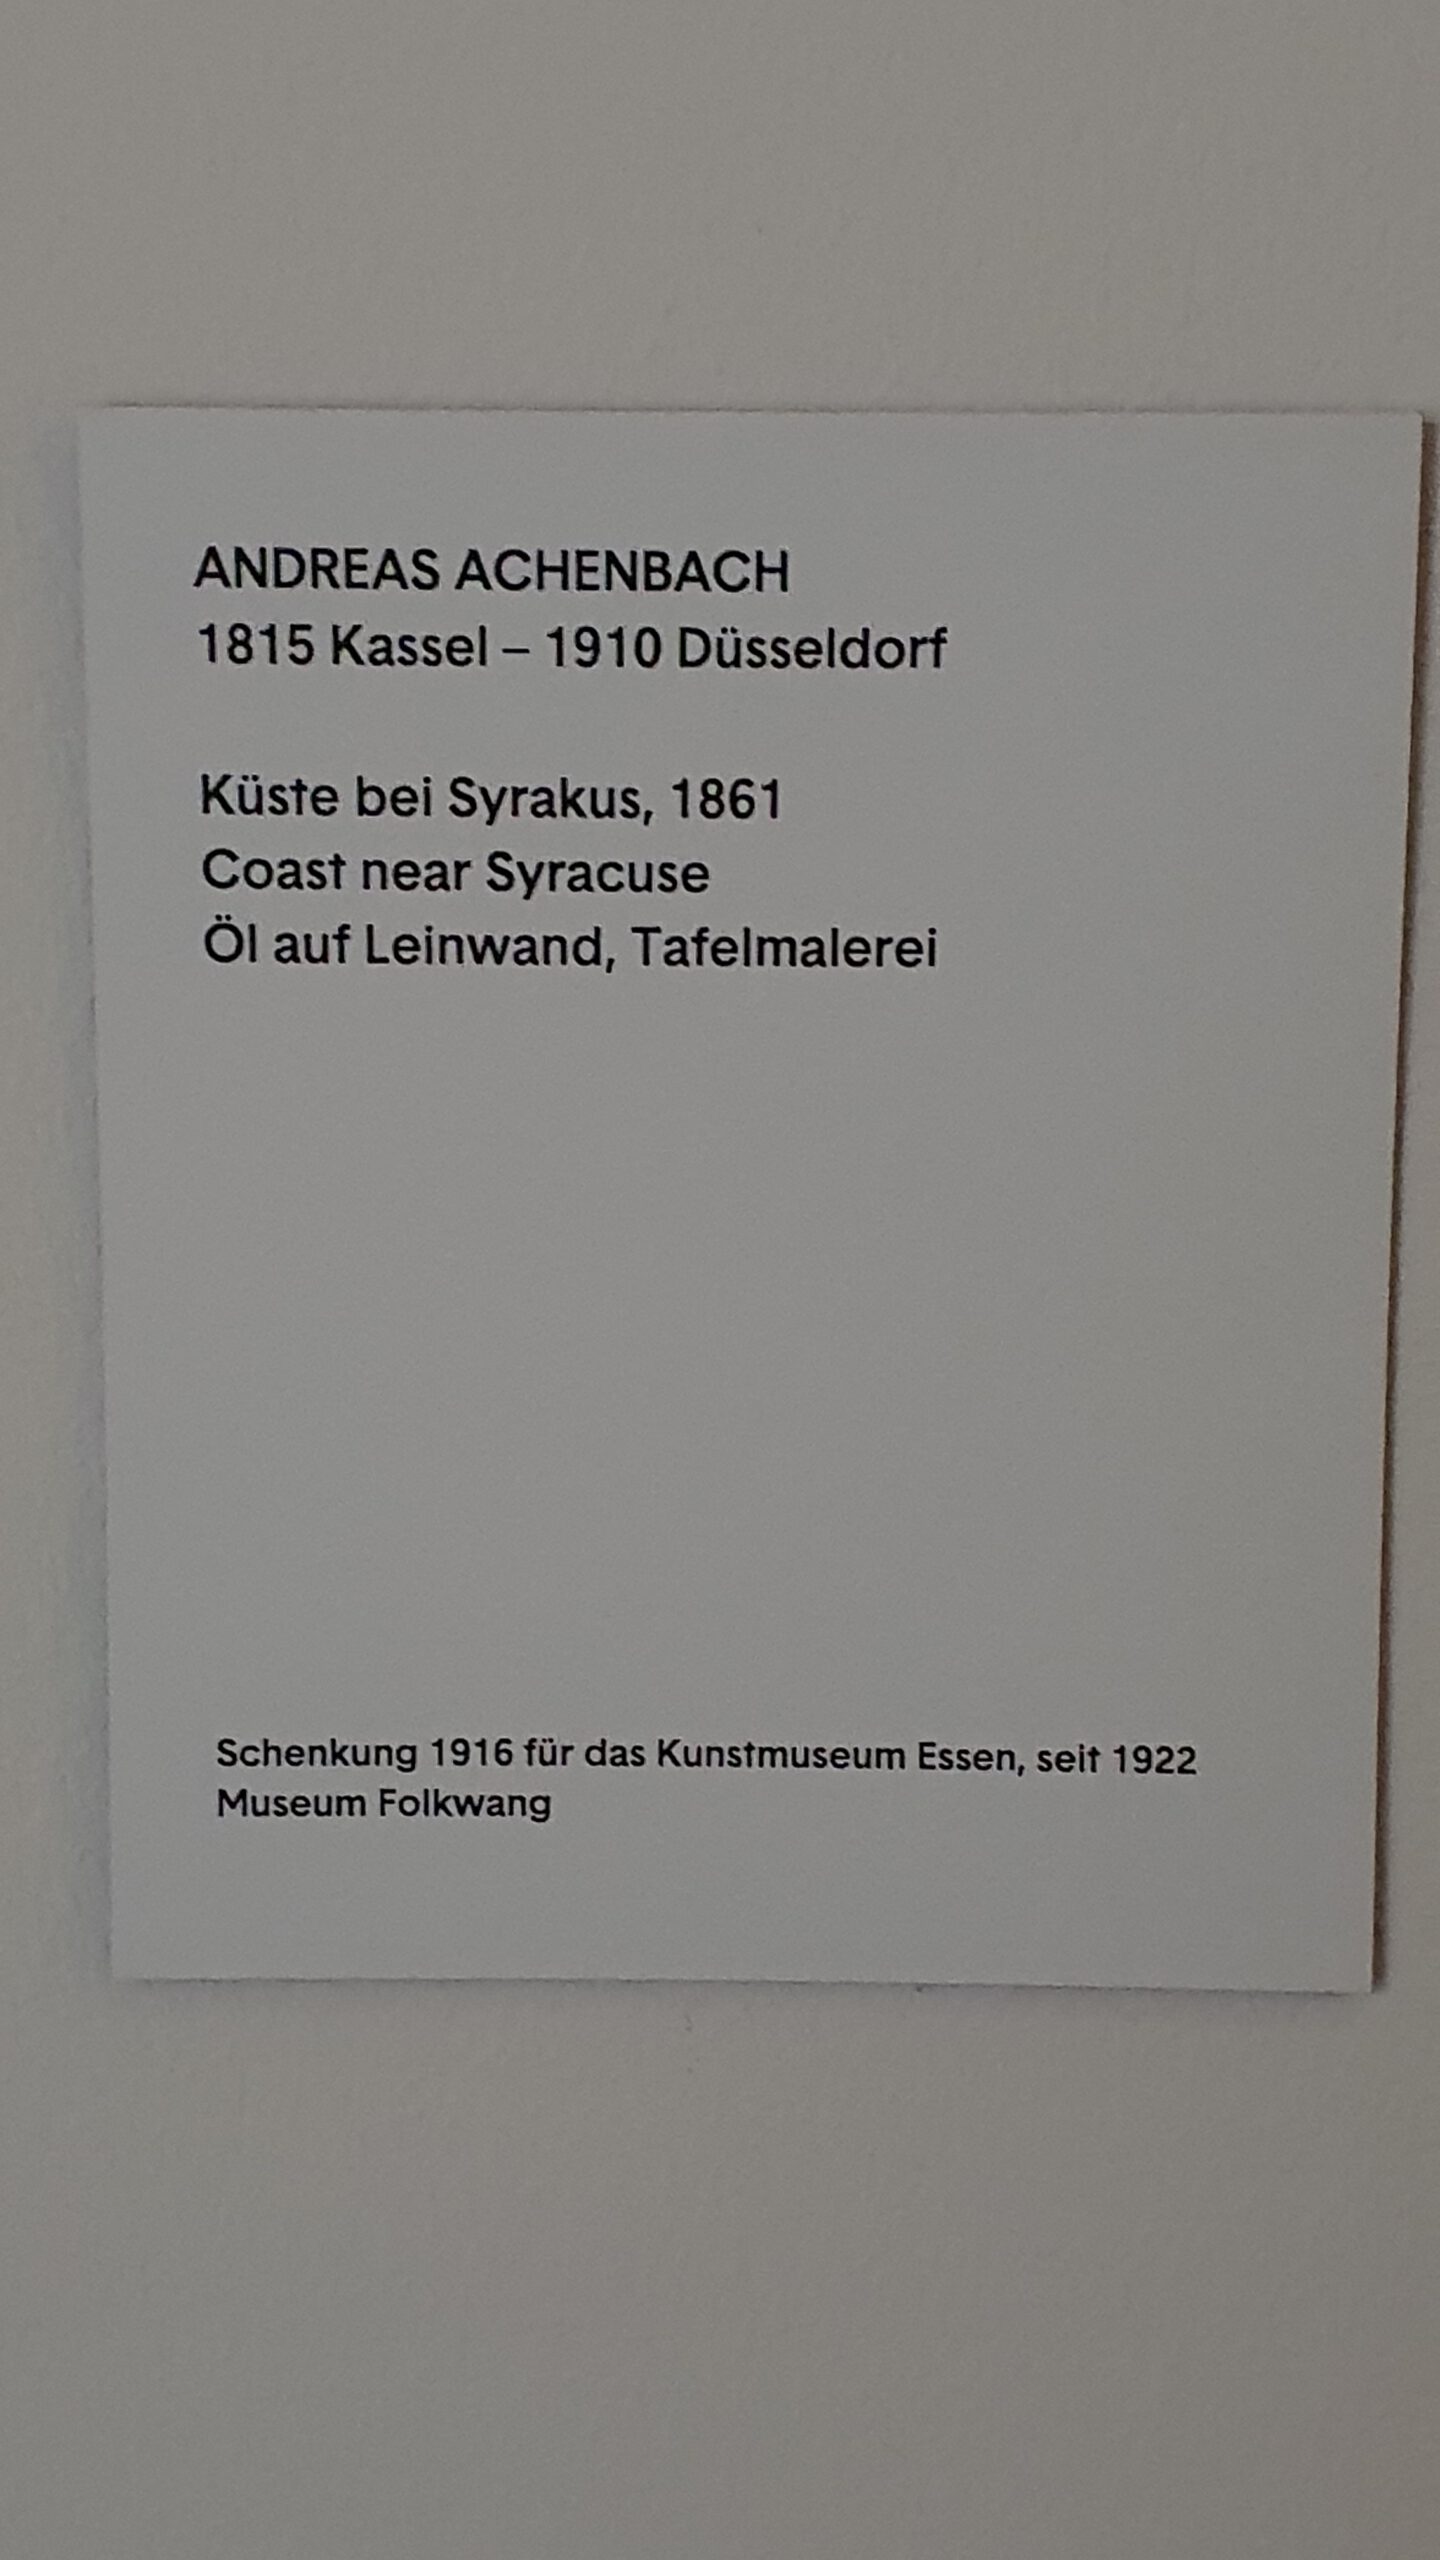 ANDREAS ACHENBACH
1815 Kassel – 1910 Düsseldorf
Küste bei Syrakus, 1861
Coast near Syracuse
Öl auf Leinwand, Tafelmalerei
Schenkung 1916 für das Kunstmuseum Essen, seit 1922
Museum Folkwang